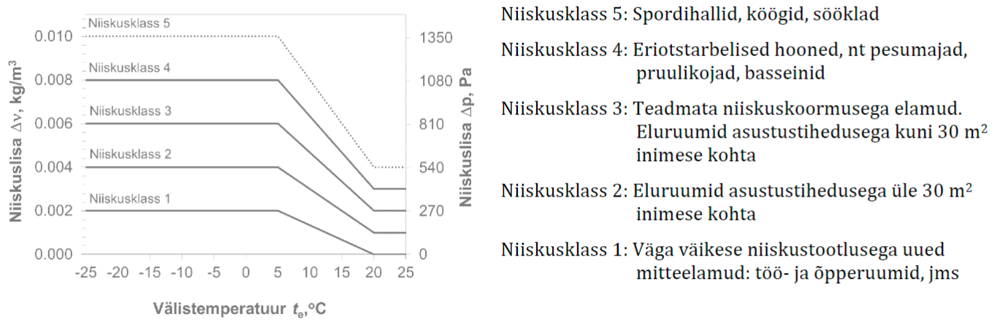 Niiskuslisa Δν, kg/m³
0.010
0.008
0.006
0.004
0.002
0.000
Niiskusklass 5
Niiskusklass 4
Niiskusklass 3
Niiskusklass 2
Niiskusklass 1
1350
1080
810
540
270
0
Niiskuslisa Δp, Pa
-25 -20 -15 -10 -5 0 5 10 15 20 25
Välistemperatuur tₑ,°C
Niiskusklass 5: Spordihallid, köögid, sööklad
Niiskusklass 4: Eriotstarbelised hooned, nt pesumajad,
pruulikojad, basseinid
Niiskusklass 3: Teadmata niiskuskoormusega elamud.
Eluruumid asustustihedusega kuni 30 m²
inimese kohta
Niiskusklass 2: Eluruumid asustustihedusega üle 30 m²
inimese kohta
Niiskusklass 1: Väga väikese niiskustootlusega uued
mitteelamud: töö- ja õpperuumid, jms